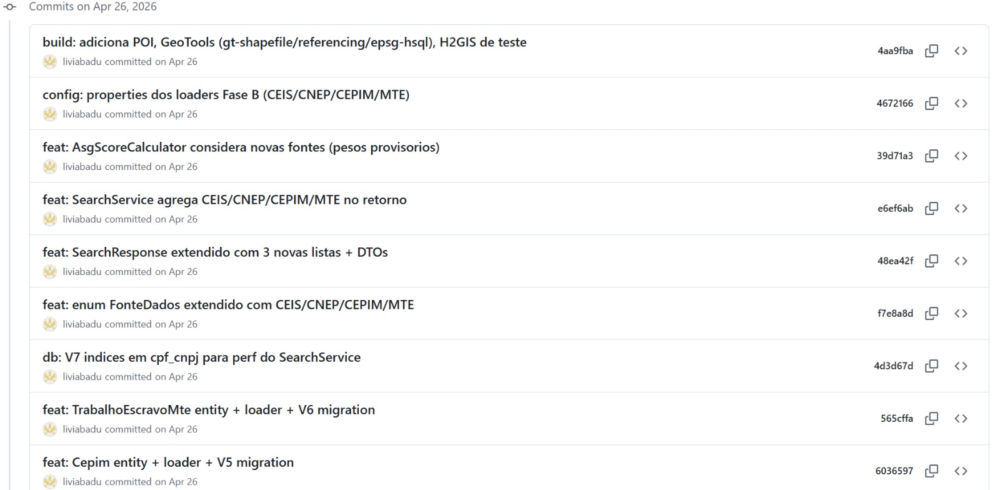 Commits on Apr 26, 2026
build: adiciona POI, GeoTools (gt-shapefile/referencing/epsg-hsql), H2GIS de teste
liviabadu committed on Apr 26
4aa9fba
config: properties dos loaders Fase B (CEIS/CNEP/CEPIM/MTE)
liviabadu committed on Apr 26
4672166
feat: AsgScoreCalculator considera novas fontes (pesos provisorios)
liviabadu committed on Apr 26
39d71a3
feat: SearchService agrega CEIS/CNEP/CEPIM/MTE no retorno
liviabadu committed on Apr 26
e6ef6ab
feat: SearchResponse extendido com 3 novas listas + DTOs
liviabadu committed on Apr 26
48ea42f
feat: enum FonteDados extendido com CEIS/CNEP/CEPIM/MTE
liviabadu committed on Apr 26
f7e8a8d
db: V7 indices em cpf_cnpj para perf do SearchService
liviabadu committed on Apr 26
4d3d67d
feat: TrabalhoEscravoMte entity + loader + V6 migration
liviabadu committed on Apr 26
565cffa
feat: Cepim entity + loader + V5 migration
liviabadu committed on Apr 26
6036597